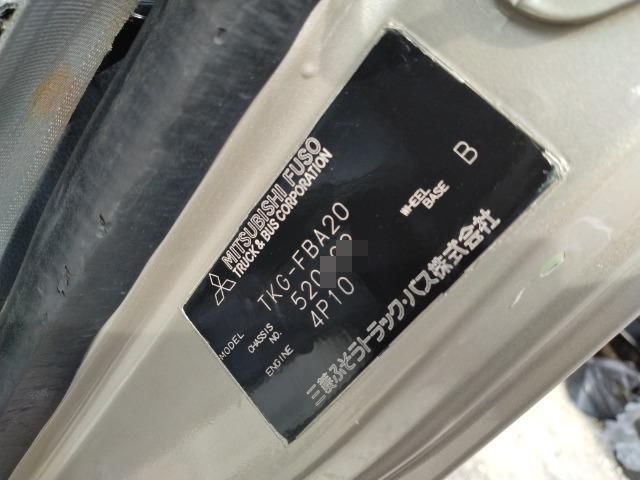 MITSUBISHI FUSO
TRUCK & BUS CORPORATION
MODEL TKG-FBA20
CHASSIS NO. 520
ENGINE 4P10
WHEEL BASE B
三菱ふそうトラック・バス株式会社